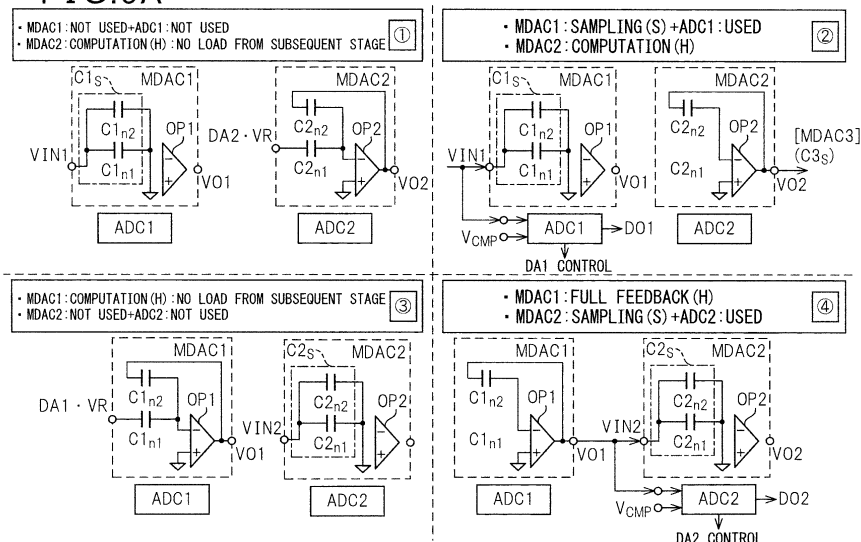 FIG.6A
• MDAC1:NOT USED+ADC1:NOT USED
• MDAC2:COMPUTATION(H):NO LOAD FROM SUBSEQUENT STAGE
①
C1S
MDAC1
C1n2
C1n1
OP1
VIN1
VO1
ADC1
MDAC2
DA2・VR
C2n2
C2n1
OP2
VO2
ADC2
• MDAC1:SAMPLING(S)+ADC1:USED
• MDAC2:COMPUTATION(H)
②
C1S
MDAC1
C1n2
C1n1
OP1
VIN1
VO1
VCMP
ADC1
DO1
DA1 CONTROL
MDAC2
C2n2
C2n1
OP2
[MDAC3]
(C3S)
VO2
ADC2
• MDAC1:COMPUTATION(H):NO LOAD FROM SUBSEQUENT STAGE
• MDAC2:NOT USED+ADC2:NOT USED
③
MDAC1
DA1・VR
C1n2
C1n1
OP1
VO1
ADC1
C2S
MDAC2
VIN2
C2n2
C2n1
OP2
ADC2
• MDAC1:FULL FEEDBACK(H)
• MDAC2:SAMPLING(S)+ADC2:USED
④
MDAC1
C1n2
C1n1
OP1
VO1
ADC1
C2S
MDAC2
VIN2
C2n2
C2n1
OP2
VO2
VCMP
ADC2
DO2
DA2 CONTROL